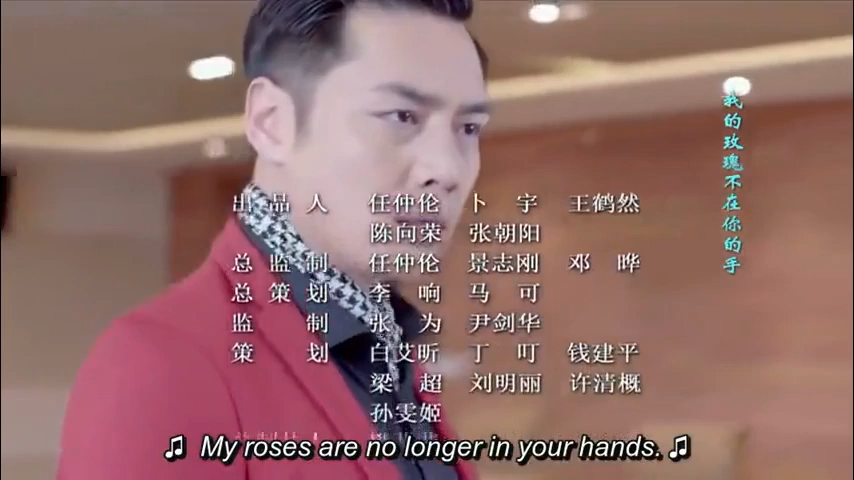 我的玫瑰不在你的手
出品人 任仲伦 卜宇 王鹤然
陈向荣 张朝阳
总监制 任仲伦 景志刚 邓晔
总策划 李响 马可
监制 张为 尹剑华
策划 白艾昕 丁叮 钱建平
梁超 刘明丽 许清概
孙雯姬
♫ My roses are no longer in your hands. ♫